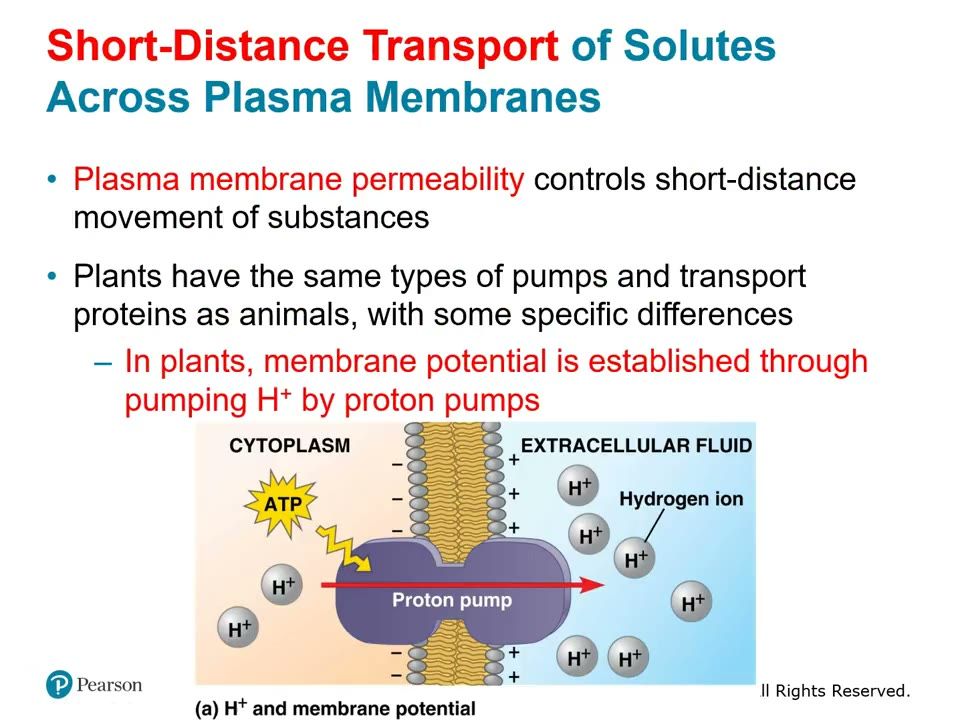 Short-Distance Transport of Solutes
Across Plasma Membranes
• Plasma membrane permeability controls short-distance
movement of substances
• Plants have the same types of pumps and transport
proteins as animals, with some specific differences
– In plants, membrane potential is established through
pumping H⁺ by proton pumps
CYTOPLASM
EXTRACELLULAR FLUID
ATP
Hydrogen ion
H⁺
H⁺
H⁺
H⁺
H⁺
H⁺
H⁺
H⁺
Proton pump
− +
− +
− +
− +
− +
P Pearson
All Rights Reserved.
(a) H⁺ and membrane potential